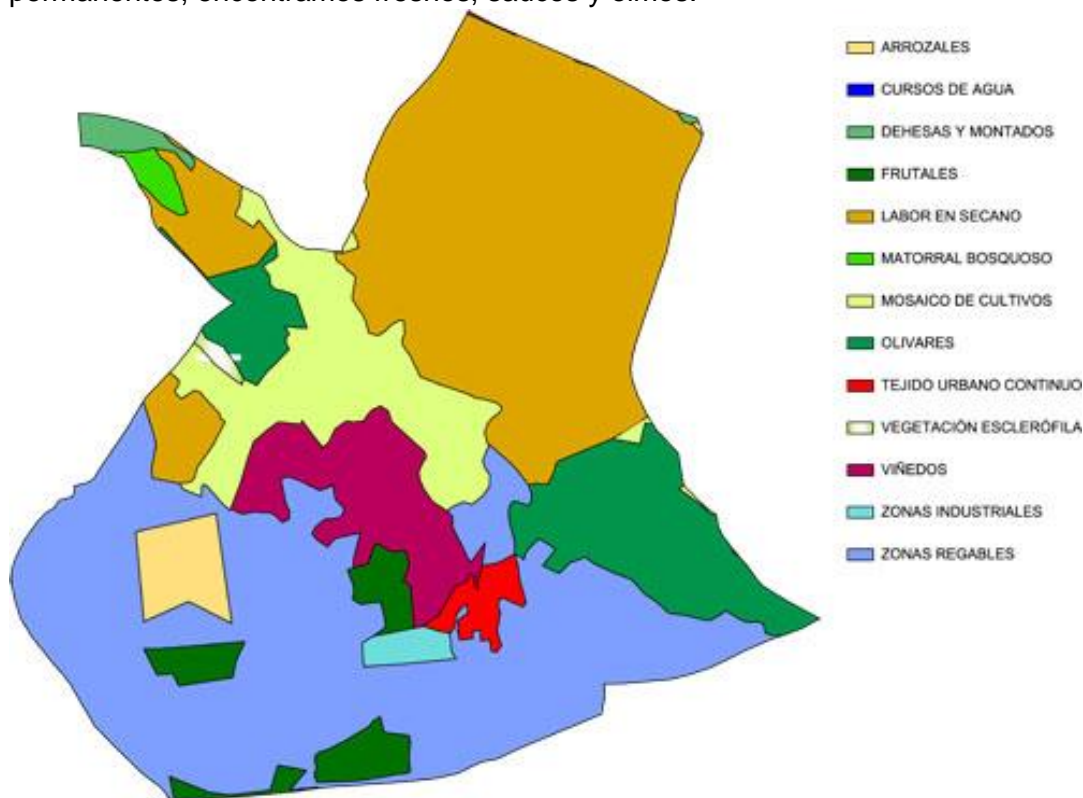 permanentes, encontramos fresnos, sauces y olmos.
ARROZALES
CURSOS DE AGUA
DEHESAS Y MONTADOS
FRUTALES
LABOR EN SECANO
MATORRAL BOSQUOSO
MOSAICO DE CULTIVOS
OLIVARES
TEJIDO URBANO CONTINUO
VEGETACIÓN ESCLERÓFILA
VIÑEDOS
ZONAS INDUSTRIALES
ZONAS REGABLES